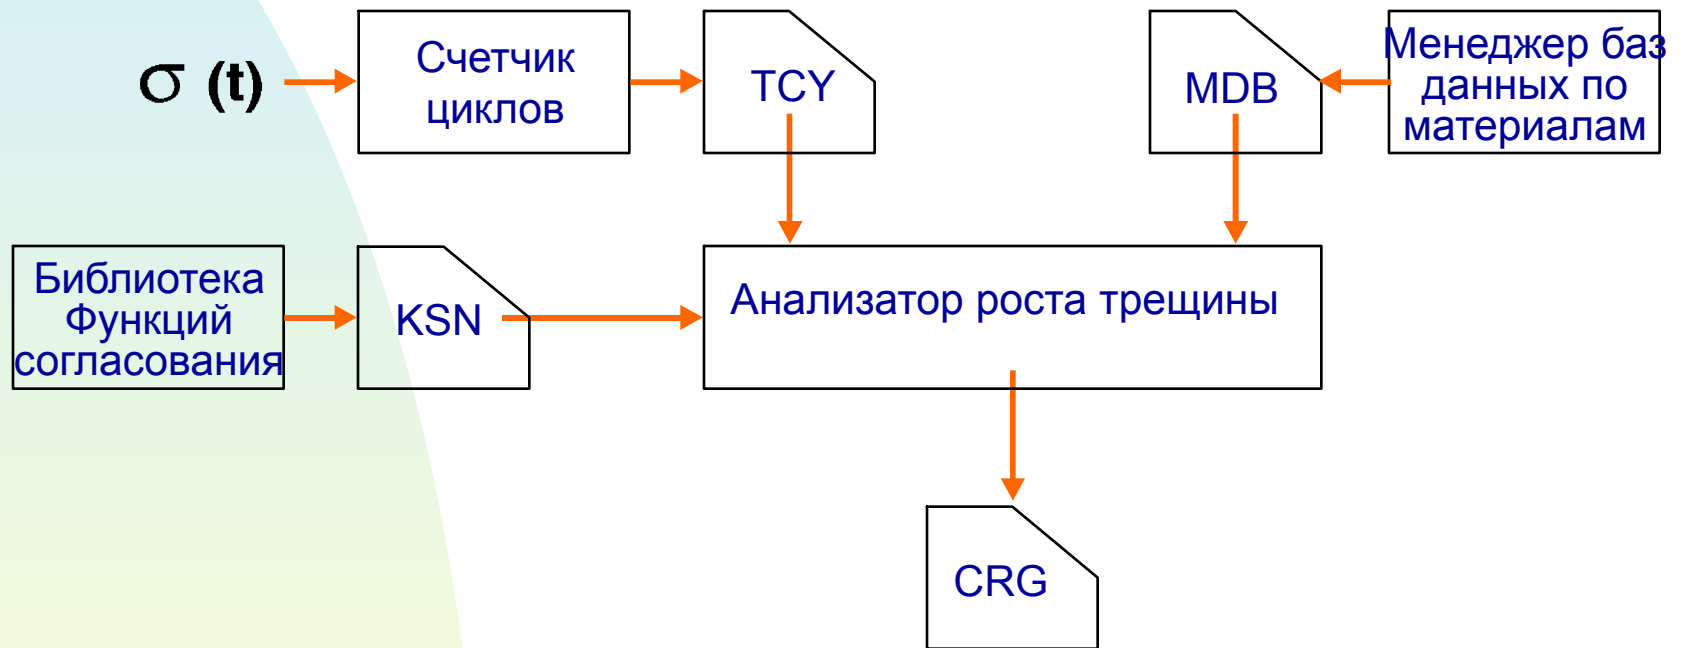 σ (t)
Счетчик
циклов
TCY
MDB
Менеджер баз
данных по
материалам
Библиотека
Функций
согласования
KSN
Анализатор роста трещины
CRG